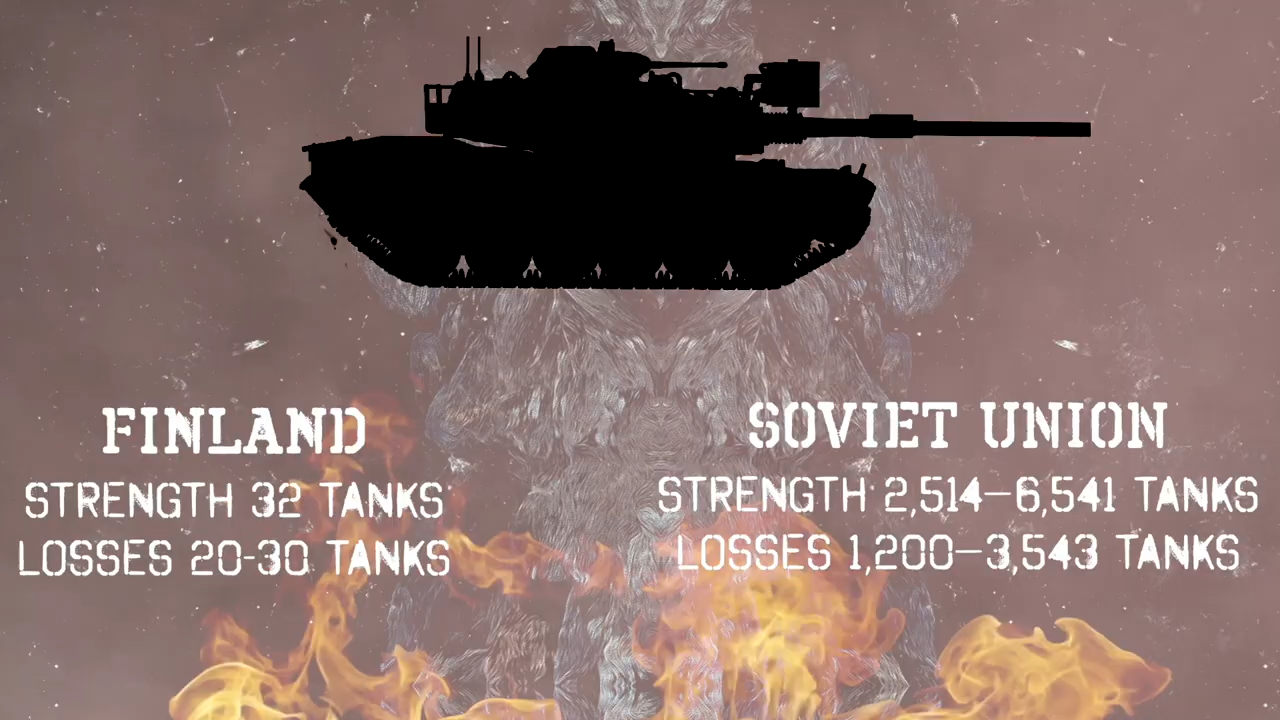 FINLAND
STRENGTH 32 TANKS
LOSSES 20-30 TANKS
SOVIET UNION
STRENGTH 2,514–6,541 TANKS
LOSSES 1,200–3,543 TANKS